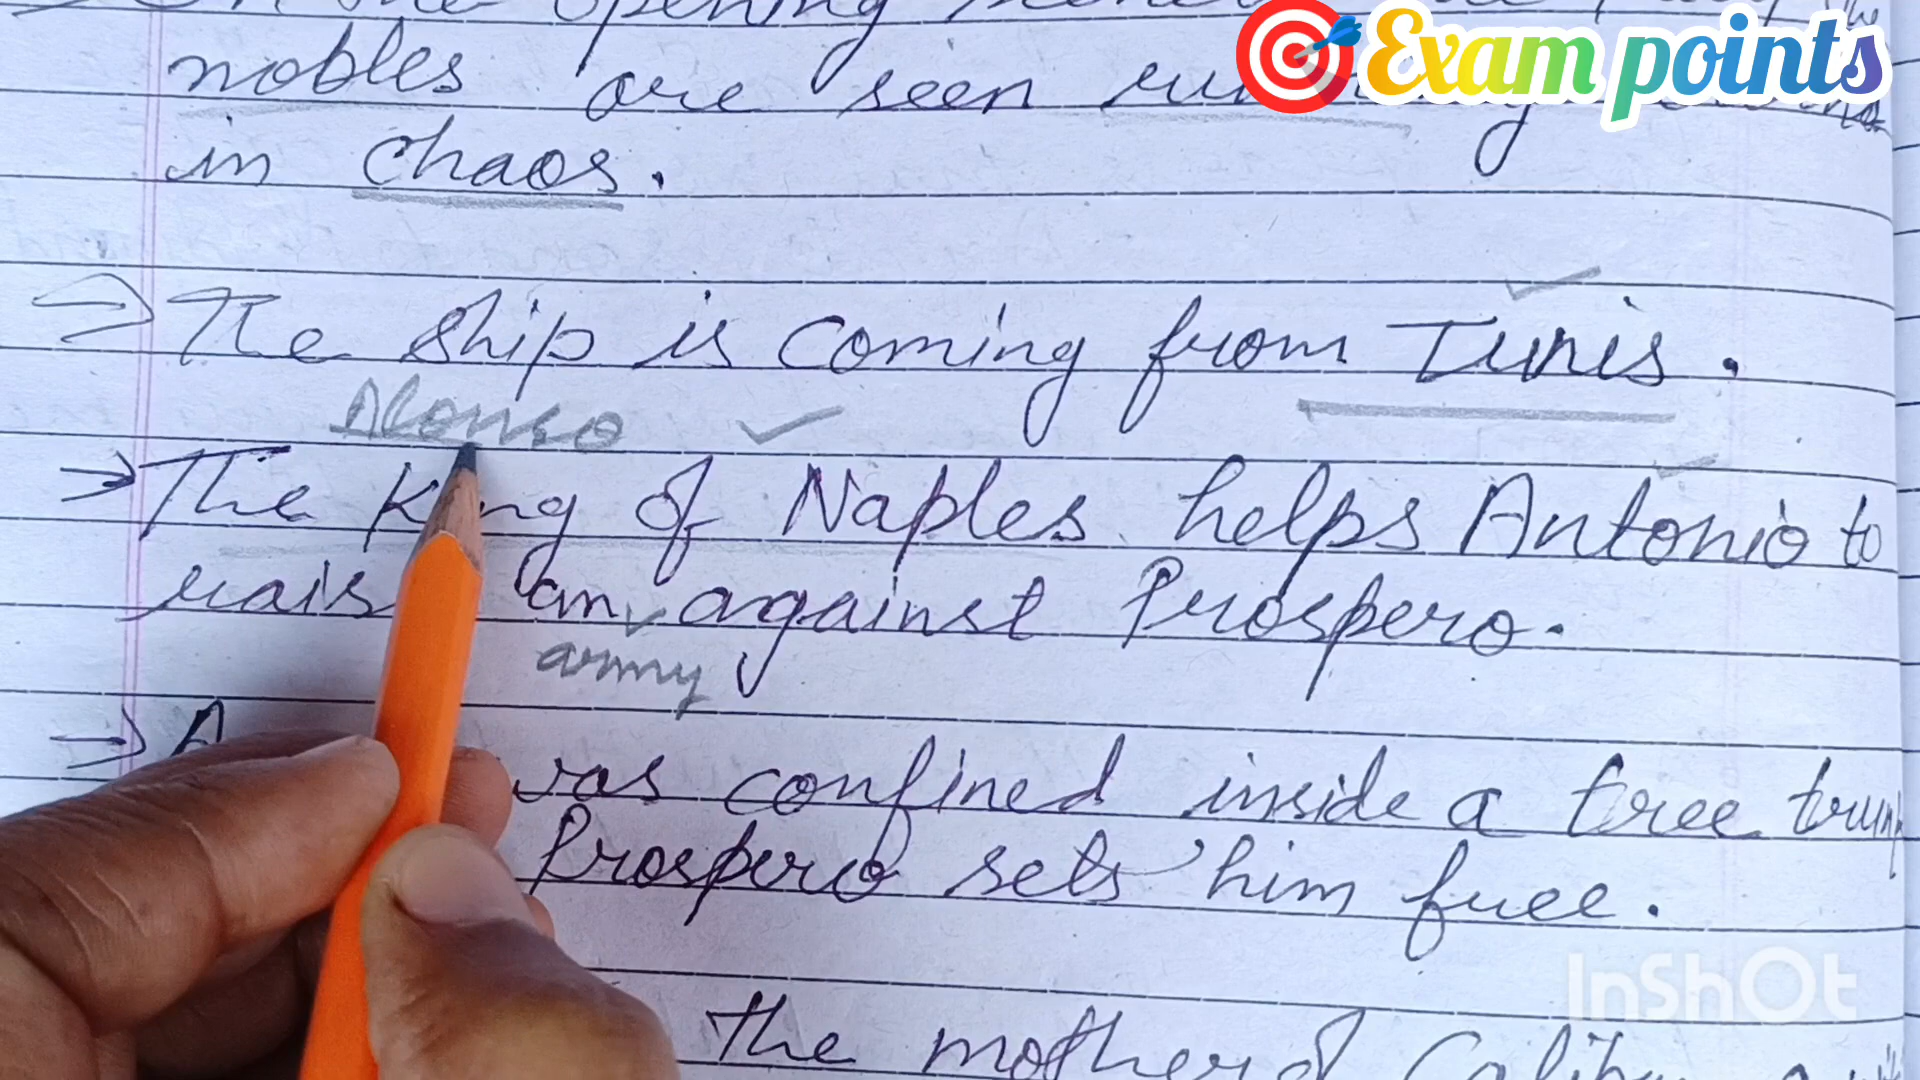 opening
Exam points
nobles are seen
in chaos.
⇒ The ship is coming from Tunis.
Alonso ✓
→ The King of Naples helps Antonio to
rais an ✓ against Prospero.
army
→ A was confined inside a tree trunk
Prospero sets him free.
the mother of
InShOt